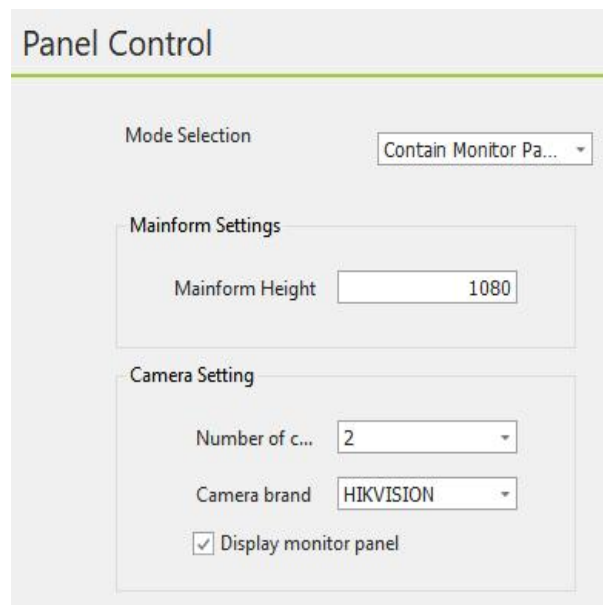 Panel Control
Mode Selection
Contain Monitor Pa...
Mainform Settings
Mainform Height 1080
Camera Setting
Number of c... 2
Camera brand HIKVISION
Display monitor panel